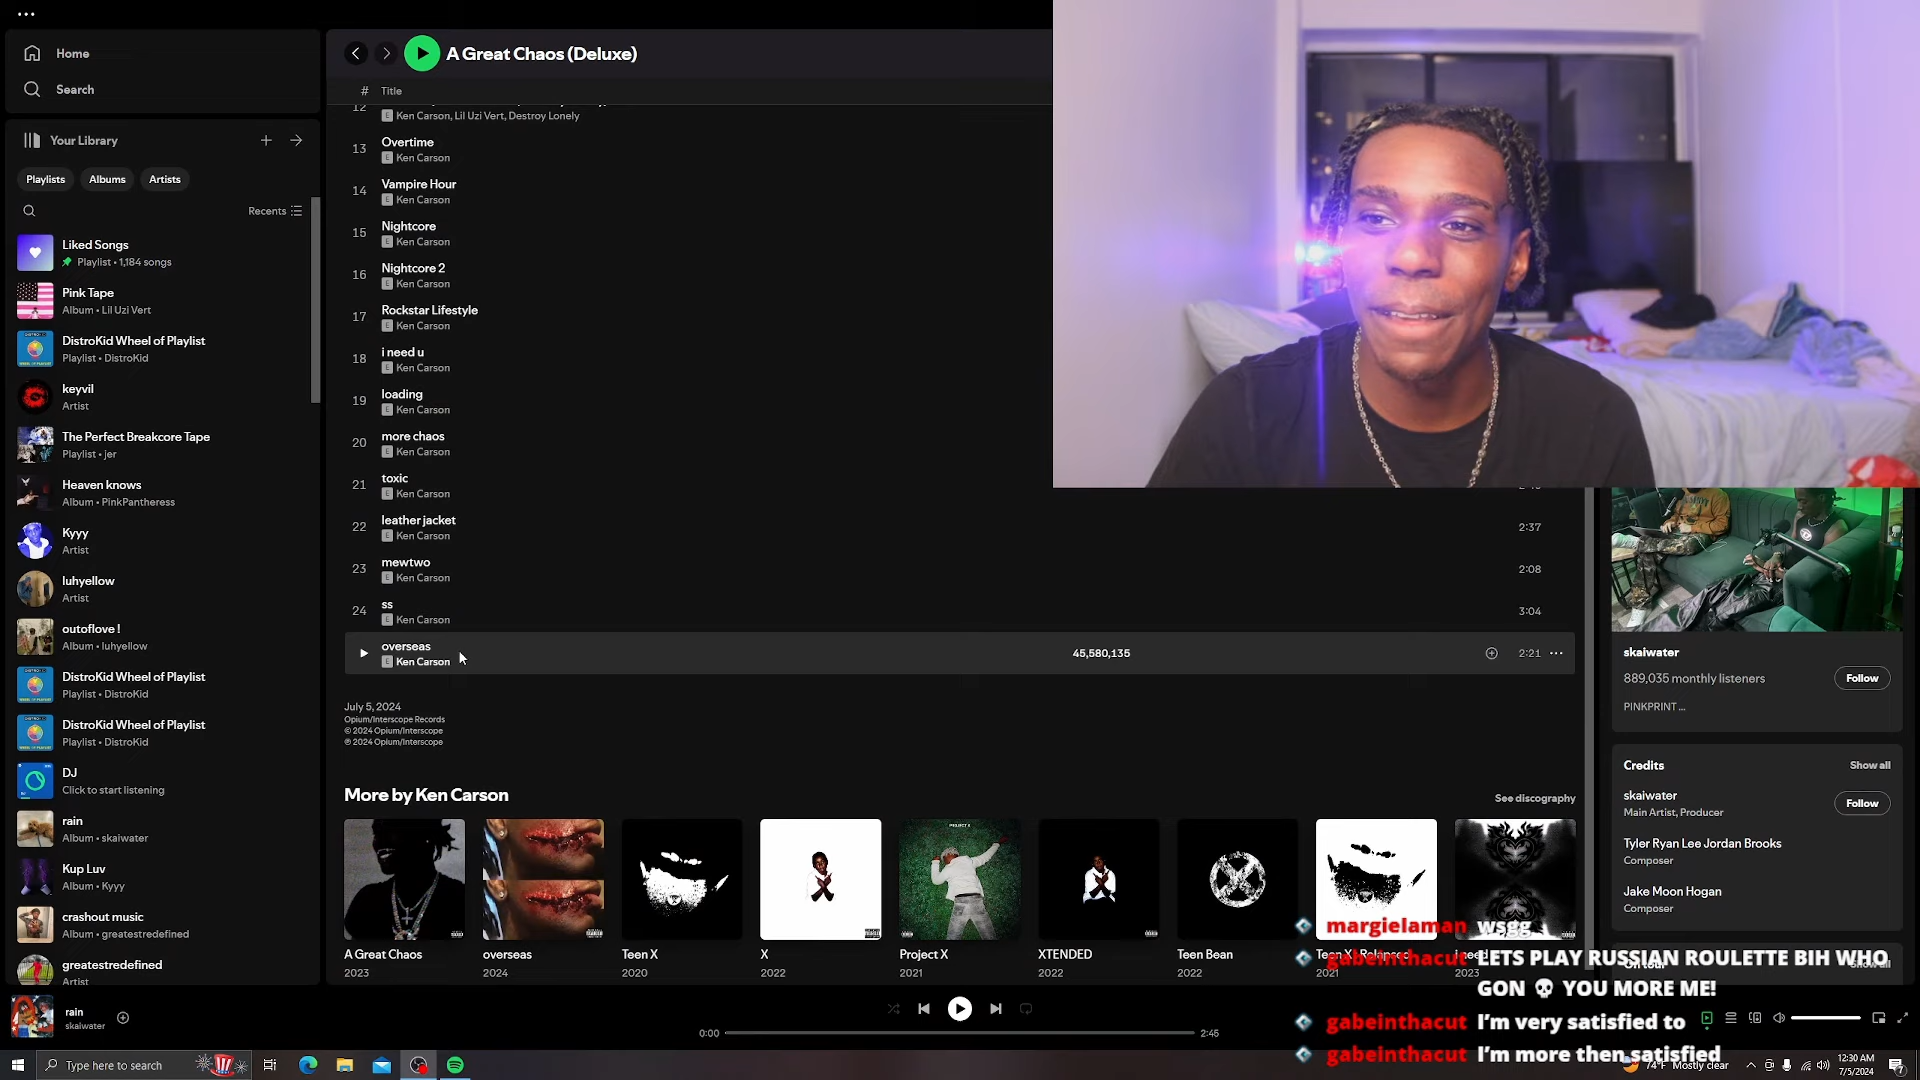 Home
Search
Your Library
Playlists
Albums
Artists
Recents
Liked Songs
Playlist • 1,184 songs
Pink Tape
Album • Lil Uzi Vert
DistroKid Wheel of Playlist
Playlist • DistroKid
keyvil
Artist
The Perfect Breakcore Tape
Playlist • jer
Heaven knows
Album • PinkPantheress
Kyyy
Artist
luhyellow
Artist
outoflove !
Album • luhyellow
DistroKid Wheel of Playlist
Playlist • DistroKid
DistroKid Wheel of Playlist
Playlist • DistroKid
DJ
Click to start listening
rain
Album • skaiwater
Kup Luv
Album • Kyyy
crashout music
Album • greatestredefined
greatestredefined
Artist
A Great Chaos (Deluxe)
# Title
12
E Ken Carson, Lil Uzi Vert, Destroy Lonely
13 Overtime
E Ken Carson
14 Vampire Hour
E Ken Carson
15 Nightcore
E Ken Carson
16 Nightcore 2
E Ken Carson
17 Rockstar Lifestyle
E Ken Carson
18 i need u
E Ken Carson
19 loading
E Ken Carson
20 more chaos
E Ken Carson
21 toxic
E Ken Carson
22 leather jacket 2:37
E Ken Carson
23 mewtwo 2:08
E Ken Carson
24 ss 3:04
E Ken Carson
overseas 45,580,135 2:21
E Ken Carson
July 5, 2024
Opium/Interscope Records
© 2024 Opium/Interscope
℗ 2024 Opium/Interscope
More by Ken Carson
See discography
A Great Chaos
2023
overseas
2024
Teen X
2020
X
2022
PROJECT X
Project X
2021
XTENDED
2022
Teen Bean
2022
Teen X: Relapsed
2021
2023
skaiwater
889,035 monthly listeners
Follow
PINKPRINT ...
Credits
Show all
skaiwater
Main Artist, Producer
Follow
Tyler Ryan Lee Jordan Brooks
Composer
Jake Moon Hogan
Composer
On tour
Show all
margielaman wsgg
gabeinthacut LETS PLAY RUSSIAN ROULETTE BIH WHO
GON 💀 YOU MORE ME!
gabeinthacut I’m very satisfied to
gabeinthacut I’m more then satisfied
rain
skaiwater
0:00
2:45
Type here to search
74°F Mostly clear
12:30 AM
7/5/2024